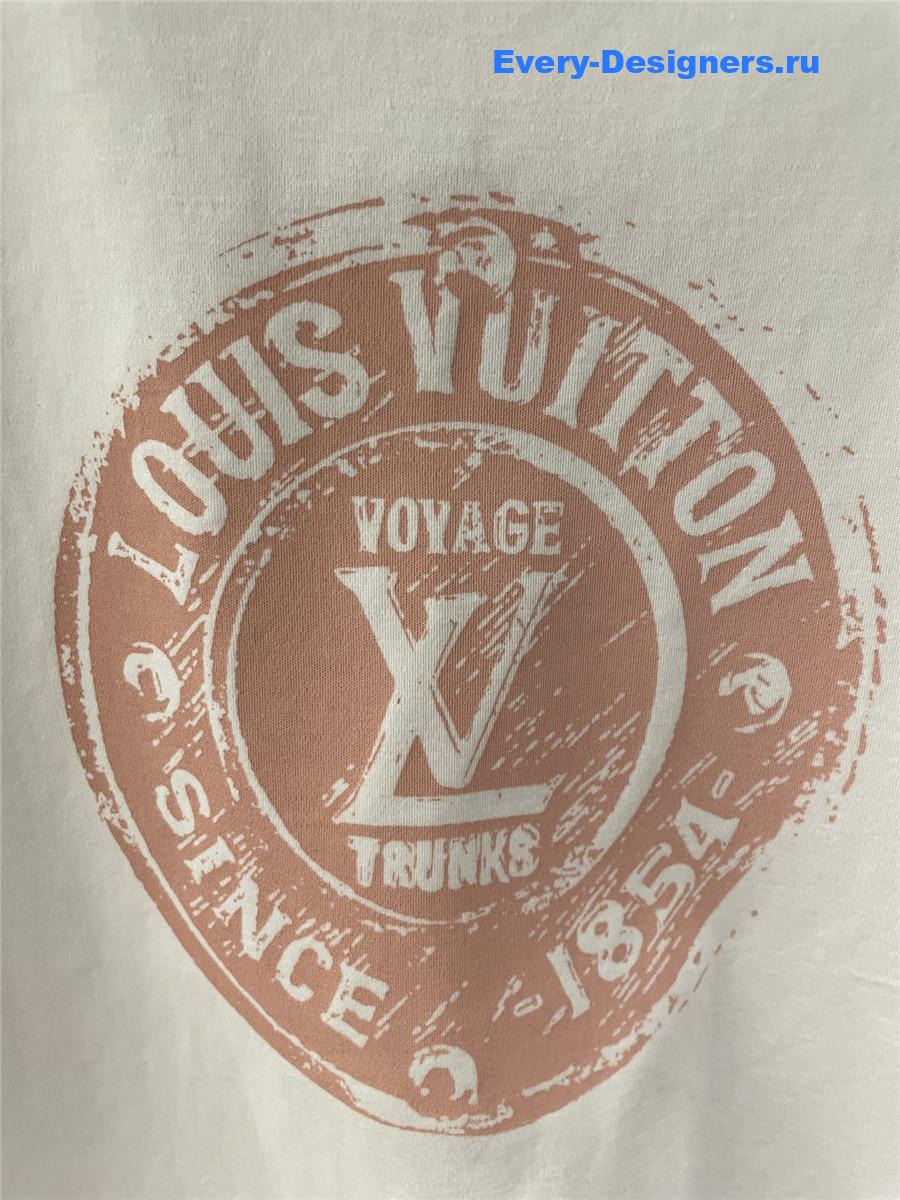 Every-Designers.ru
LOUIS VUITTON
VOYAGE
LV
TRUNKS
SINCE -1854-